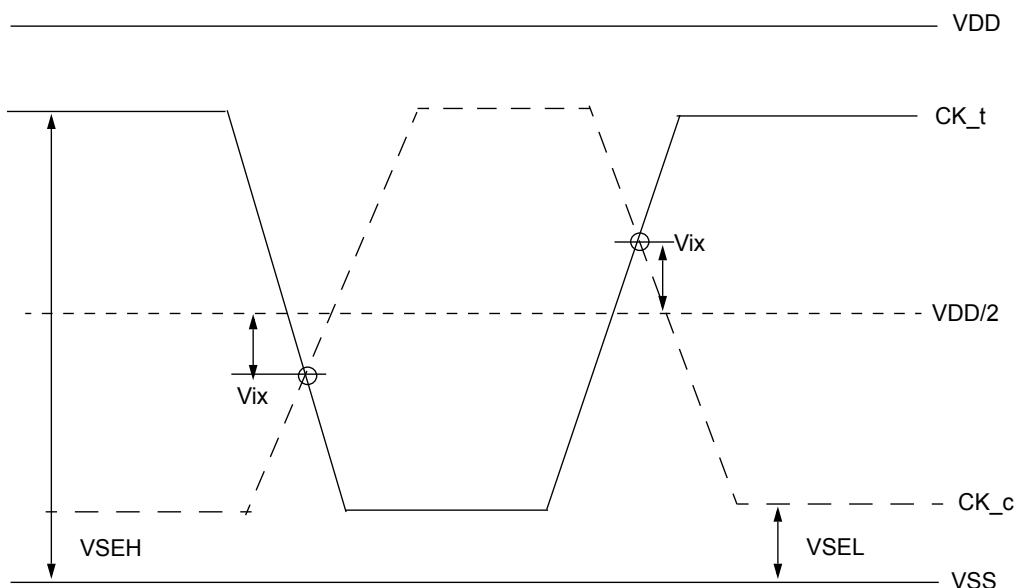 VDD
CK_t
Vix
VDD/2
Vix
CK_c
VSEH
VSEL
VSS